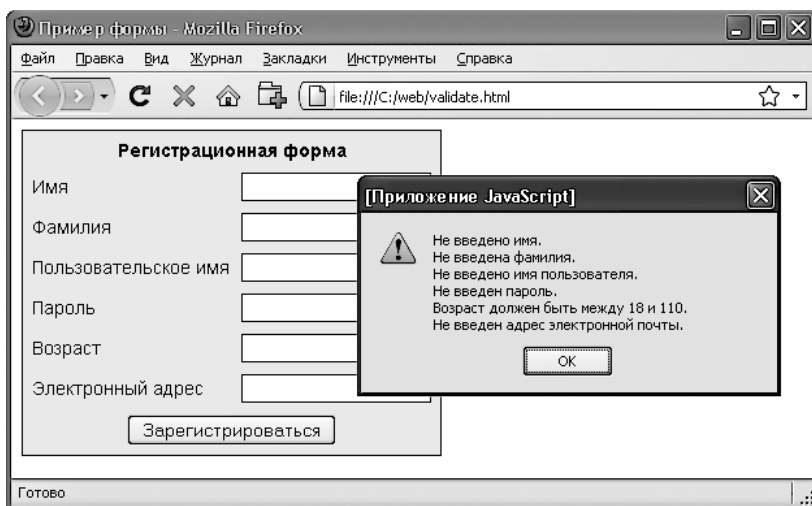 Пример формы - Mozilla Firefox
Файл Правка Вид Журнал Закладки Инструменты Справка
file:///C:/web/validate.html
Регистрационная форма
Имя
Фамилия
Пользовательское имя
Пароль
Возраст
Электронный адрес
Зарегистрироваться
[Приложение JavaScript]
Не введено имя.
Не введена фамилия.
Не введено имя пользователя.
Не введен пароль.
Возраст должен быть между 18 и 110.
Не введен адрес электронной почты.
OK
Готово